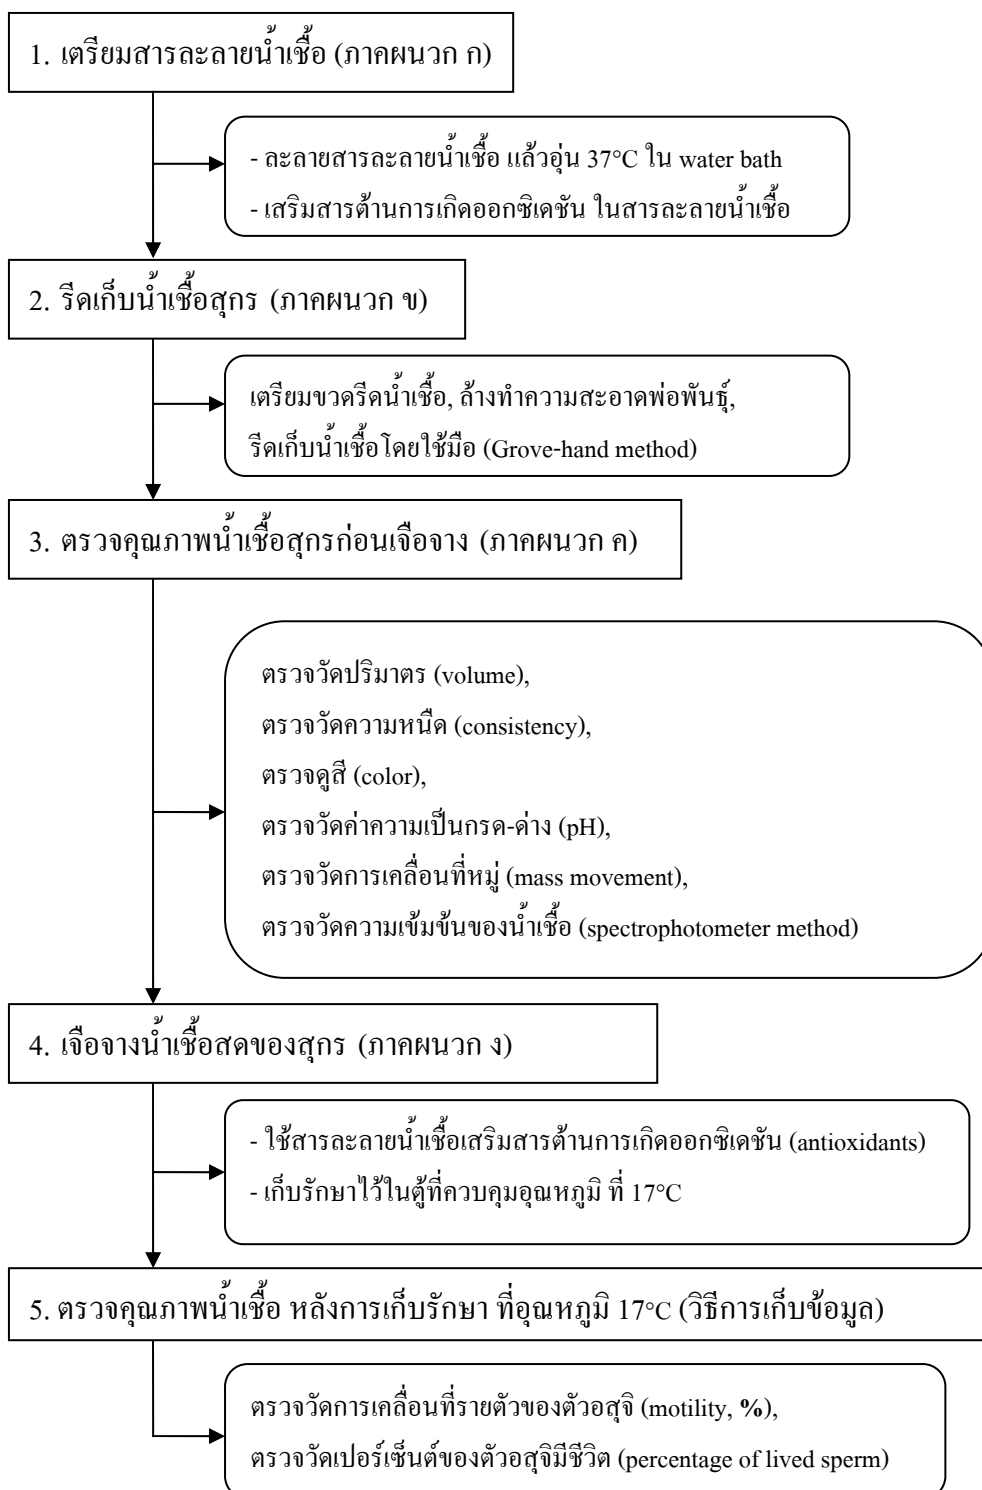 1. เตรียมสารละลายน้ำเชื้อ (ภาคผนวก ก)
- ละลายสารละลายน้ำเชื้อ แล้วอุ่น 37°C ใน water bath
- เสริมสารต้านการเกิดออกซิเดชัน ในสารละลายน้ำเชื้อ
2. รีดเก็บน้ำเชื้อสุกร (ภาคผนวก ข)
เตรียมขวดรีดน้ำเชื้อ, ล้างทำความสะอาดพ่อพันธุ์,
รีดเก็บน้ำเชื้อโดยใช้มือ (Grove-hand method)
3. ตรวจคุณภาพน้ำเชื้อสุกรก่อนเจือจาง (ภาคผนวก ค)
ตรวจวัดปริมาตร (volume),
ตรวจวัดความหนืด (consistency),
ตรวจดูสี (color),
ตรวจวัดค่าความเป็นกรด-ด่าง (pH),
ตรวจวัดการเคลื่อนที่หมู่ (mass movement),
ตรวจวัดความเข้มข้นของน้ำเชื้อ (spectrophotometer method)
4. เจือจางน้ำเชื้อสดของสุกร (ภาคผนวก ง)
- ใช้สารละลายน้ำเชื้อเสริมสารต้านการเกิดออกซิเดชัน (antioxidants)
- เก็บรักษาไว้ในตู้ที่ควบคุมอุณหภูมิ ที่ 17°C
5. ตรวจคุณภาพน้ำเชื้อ หลังการเก็บรักษา ที่อุณหภูมิ 17°C (วิธีการเก็บข้อมูล)
ตรวจวัดการเคลื่อนที่รายตัวของตัวอสุจิ (motility, %),
ตรวจวัดเปอร์เซ็นต์ของตัวอสุจิมีชีวิต (percentage of lived sperm)